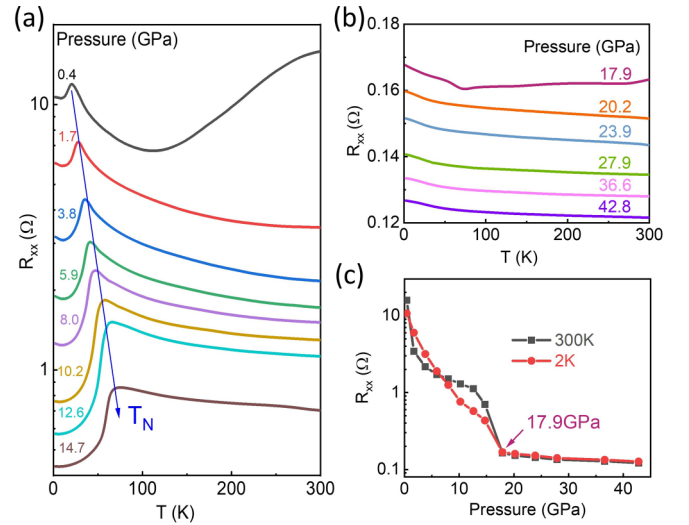 (a)
Pressure (GPa)
0.4
1.7
3.8
5.9
8.0
10.2
12.6
14.7
T_N
10
1
R_xx (Ω)
0
100
200
300
T (K)
(b)
Pressure (GPa)
17.9
20.2
23.9
27.9
36.6
42.8
0.18
0.16
0.14
0.12
R_xx (Ω)
0
100
200
300
T (K)
(c)
300K
2K
17.9GPa
10
1
0.1
R_xx (Ω)
0
10
20
30
40
Pressure (GPa)